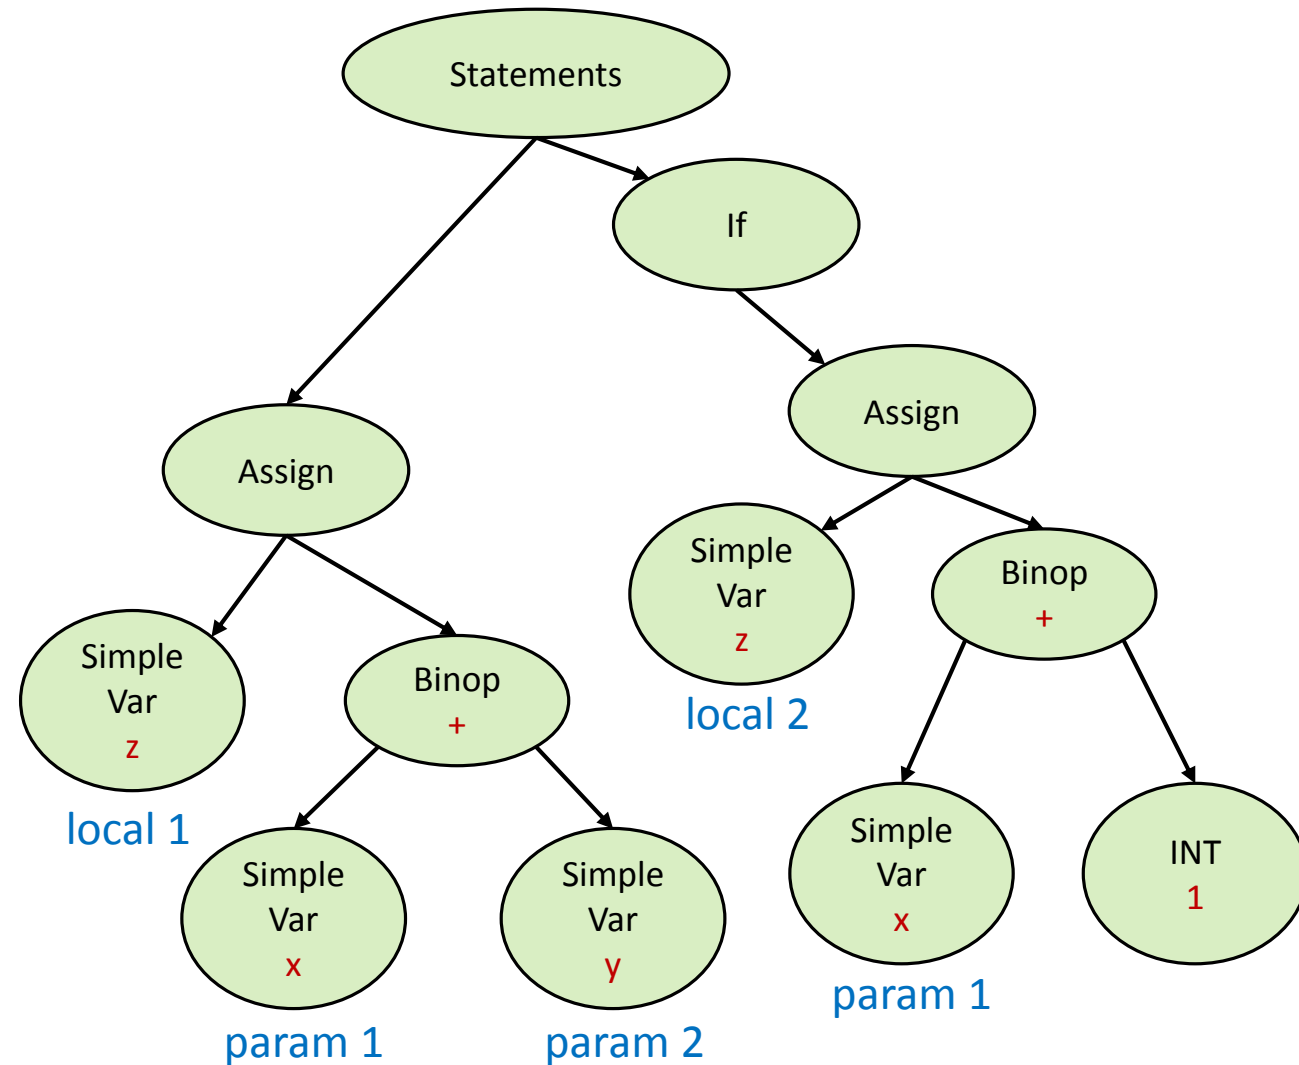 Statements
If
Assign
Assign
Simple
Var
z
local 1
Binop
+
Simple
Var
x
param 1
Simple
Var
y
param 2
Simple
Var
z
local 2
Binop
+
Simple
Var
x
param 1
INT
1